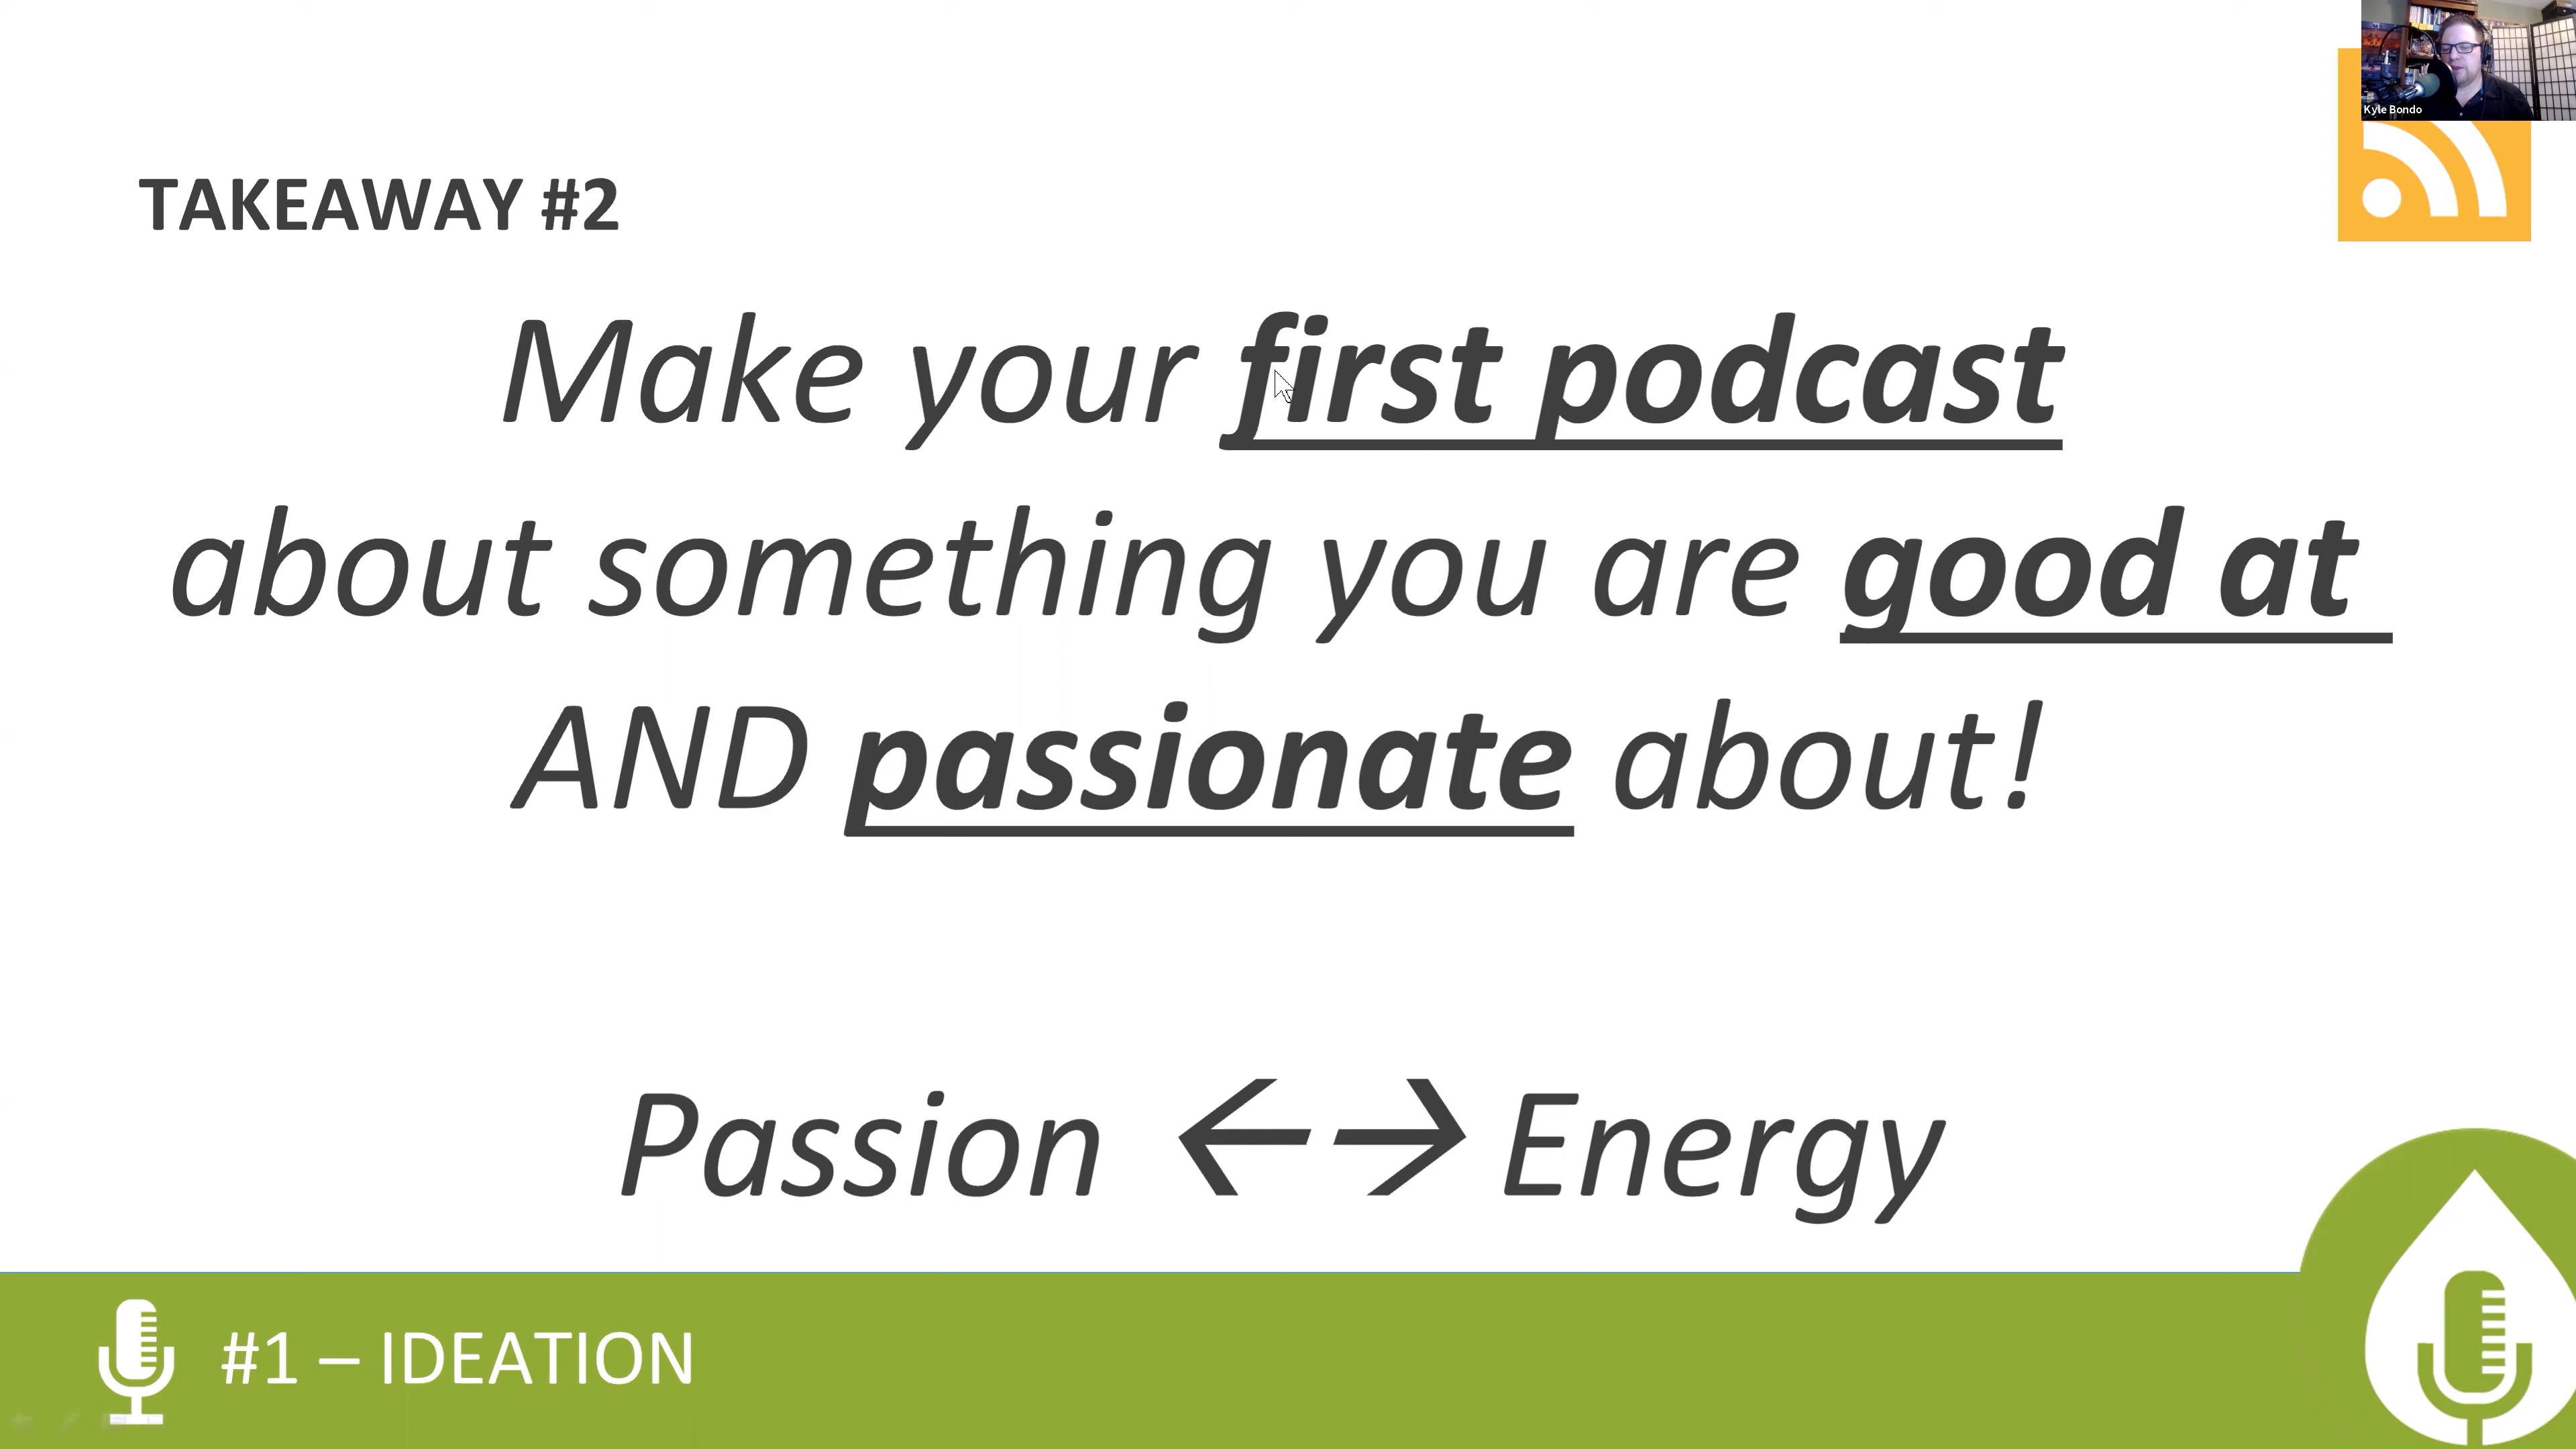 Kyle Bondo
TAKEAWAY #2
Make your first podcast
about something you are good at
AND passionate about!
Passion ←→ Energy
#1 – IDEATION